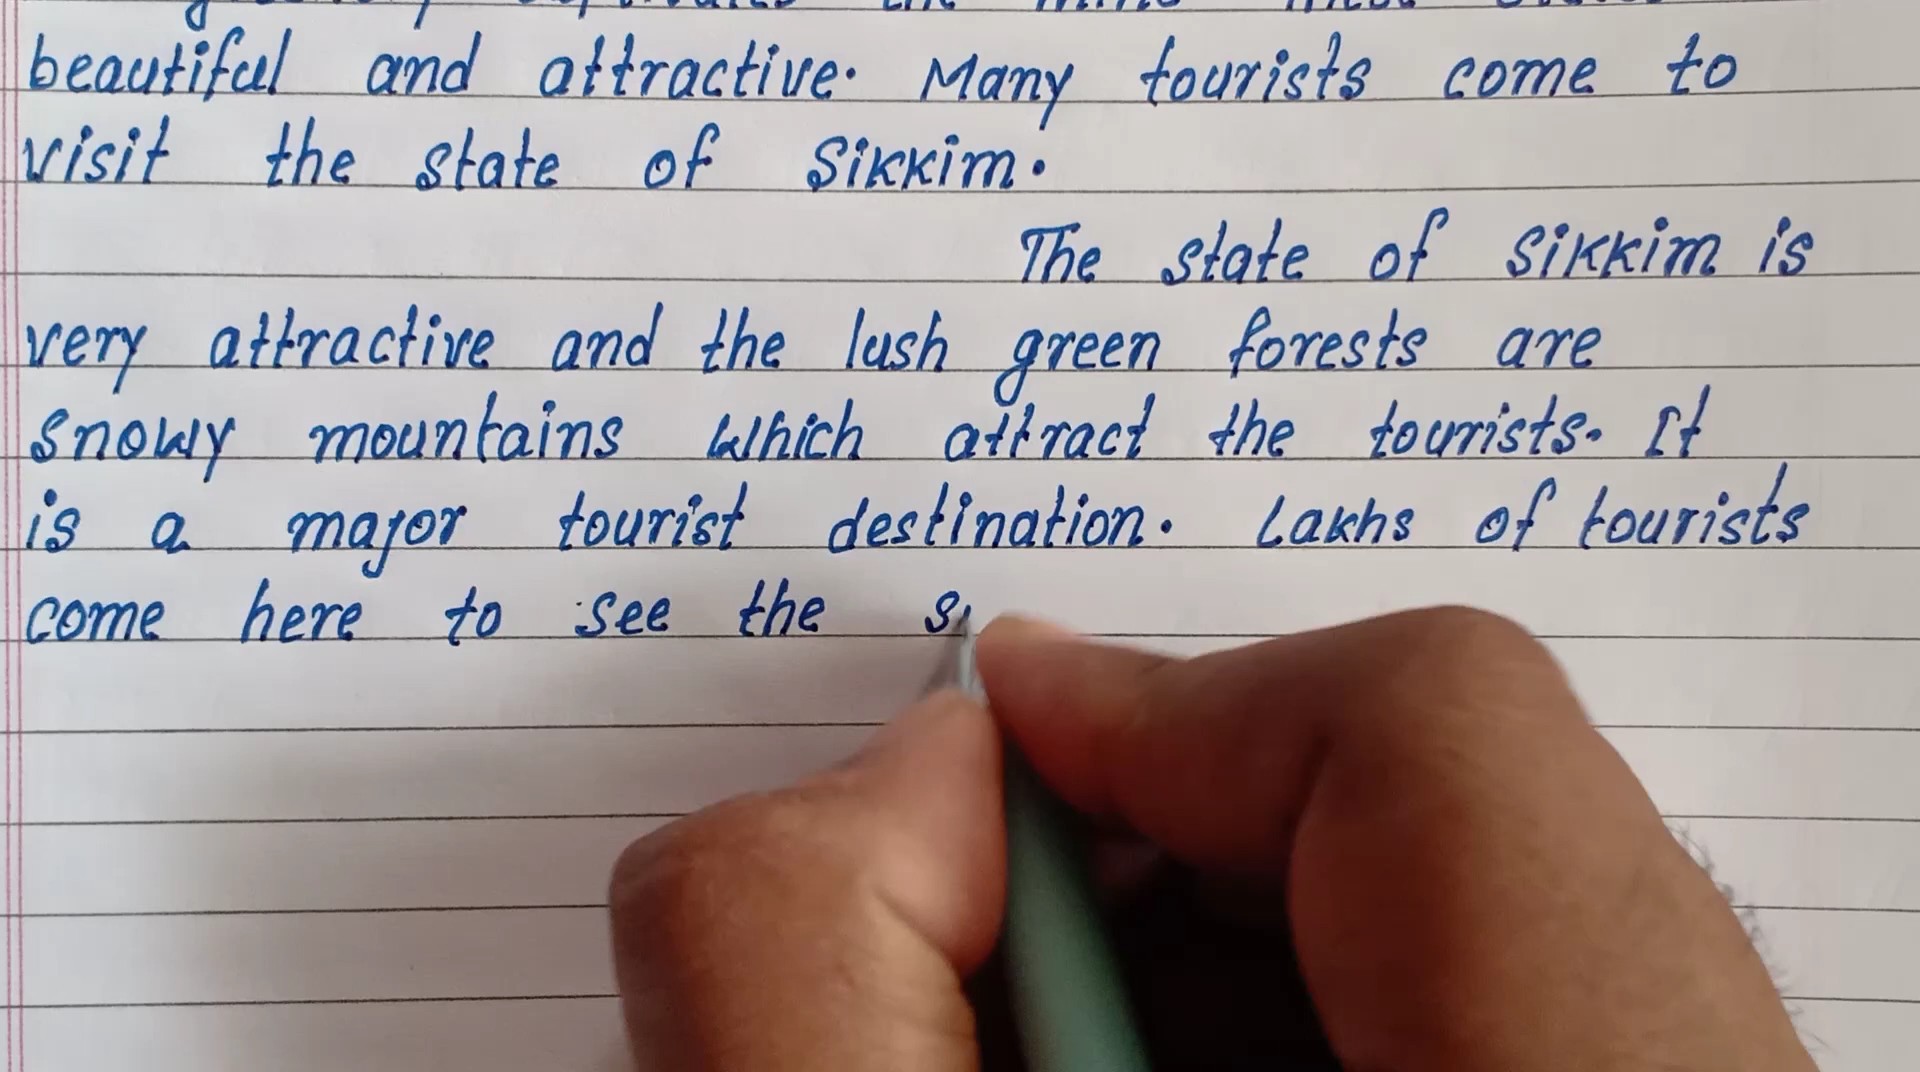 the
beautiful and attractive. Many tourists come to
visit the state of Sikkim.
The state of Sikkim is
very attractive and the lush green forests are
snowy mountains which attract the tourists. It
is a major tourist destination. Lakhs of tourists
come here to see the